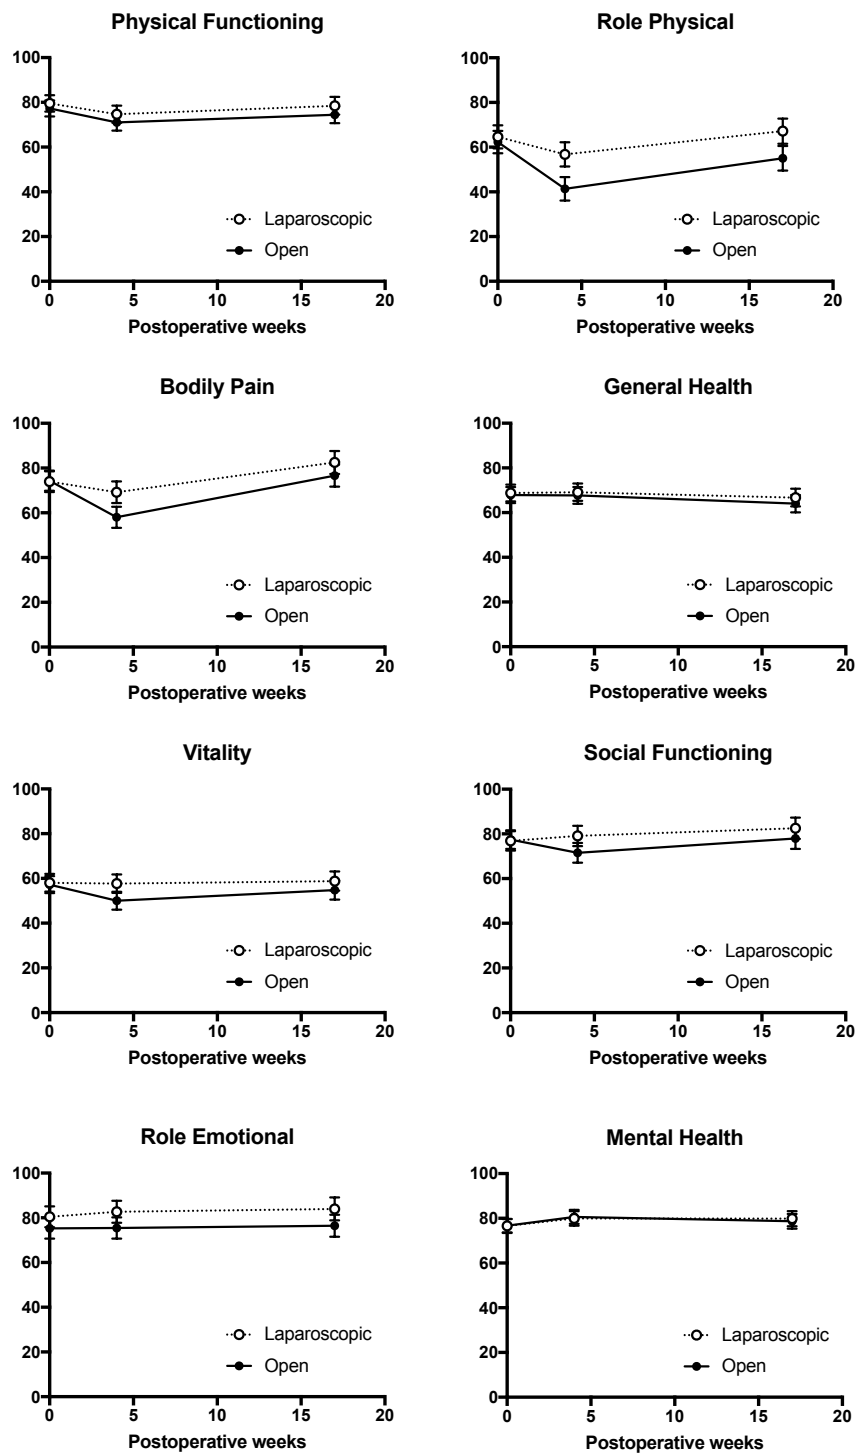 Physical Functioning
100
80
60
40
20
0
0 5 10 15 20
Postoperative weeks
Laparoscopic
Open
Role Physical
100
80
60
40
20
0
0 5 10 15 20
Postoperative weeks
Laparoscopic
Open
Bodily Pain
100
80
60
40
20
0
0 5 10 15 20
Postoperative weeks
Laparoscopic
Open
General Health
100
80
60
40
20
0
0 5 10 15 20
Postoperative weeks
Laparoscopic
Open
Vitality
100
80
60
40
20
0
0 5 10 15 20
Postoperative weeks
Laparoscopic
Open
Social Functioning
100
80
60
40
20
0
0 5 10 15 20
Postoperative weeks
Laparoscopic
Open
Role Emotional
100
80
60
40
20
0
0 5 10 15 20
Postoperative weeks
Laparoscopic
Open
Mental Health
100
80
60
40
20
0
0 5 10 15 20
Postoperative weeks
Laparoscopic
Open